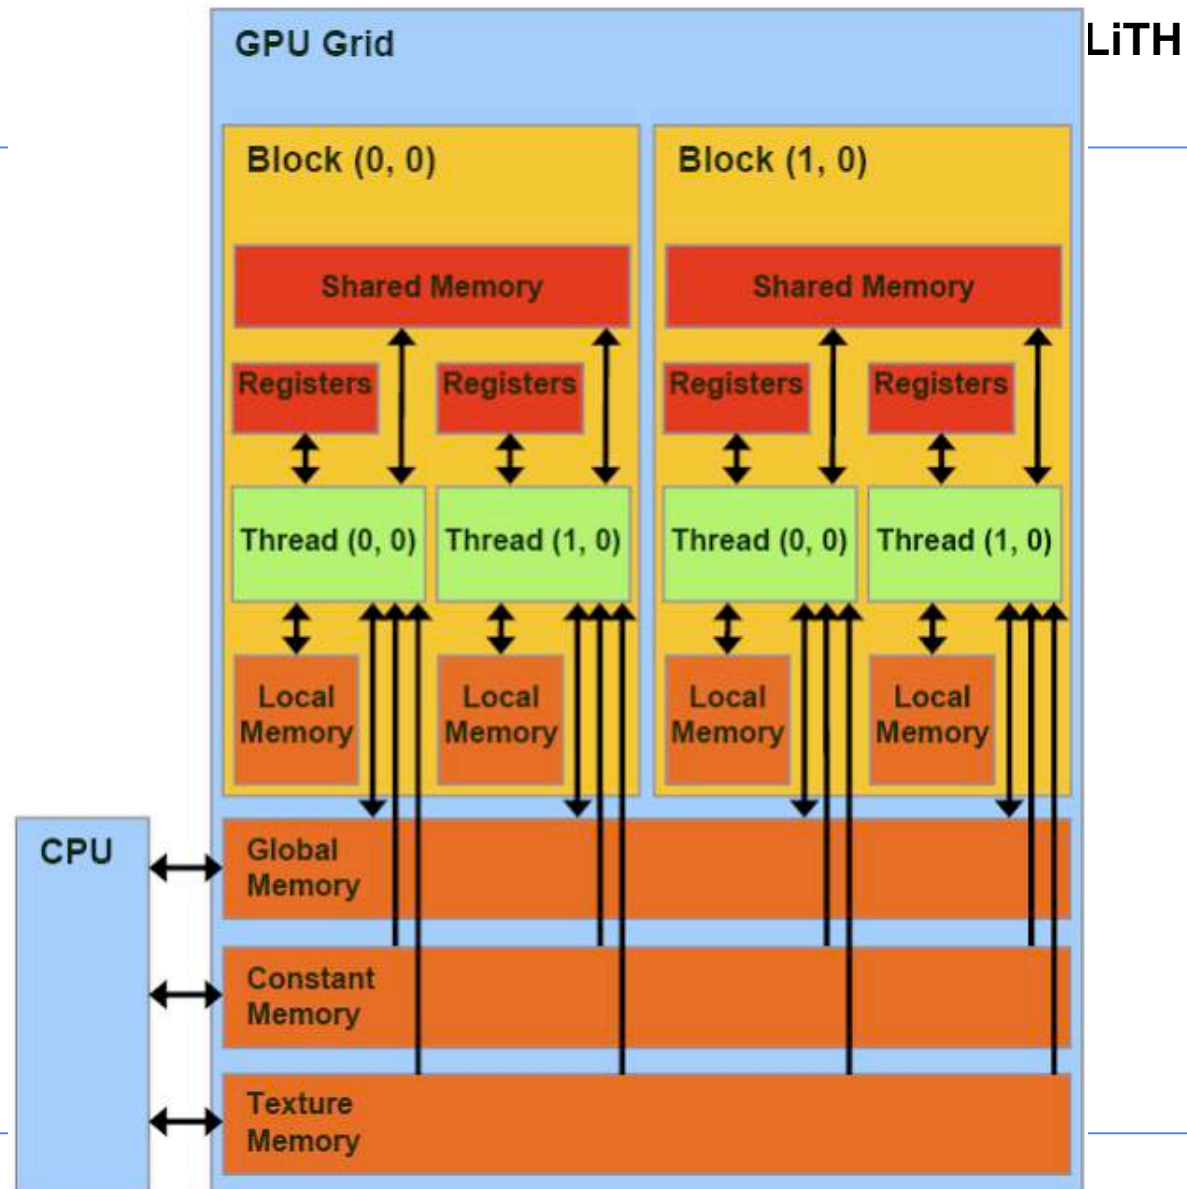 GPU Grid
LiTH
Block (0, 0)
Block (1, 0)
Shared Memory
Shared Memory
Registers
Registers
Registers
Registers
Thread (0, 0)
Thread (1, 0)
Thread (0, 0)
Thread (1, 0)
Local
Memory
Local
Memory
Local
Memory
Local
Memory
CPU
Global
Memory
Constant
Memory
Texture
Memory